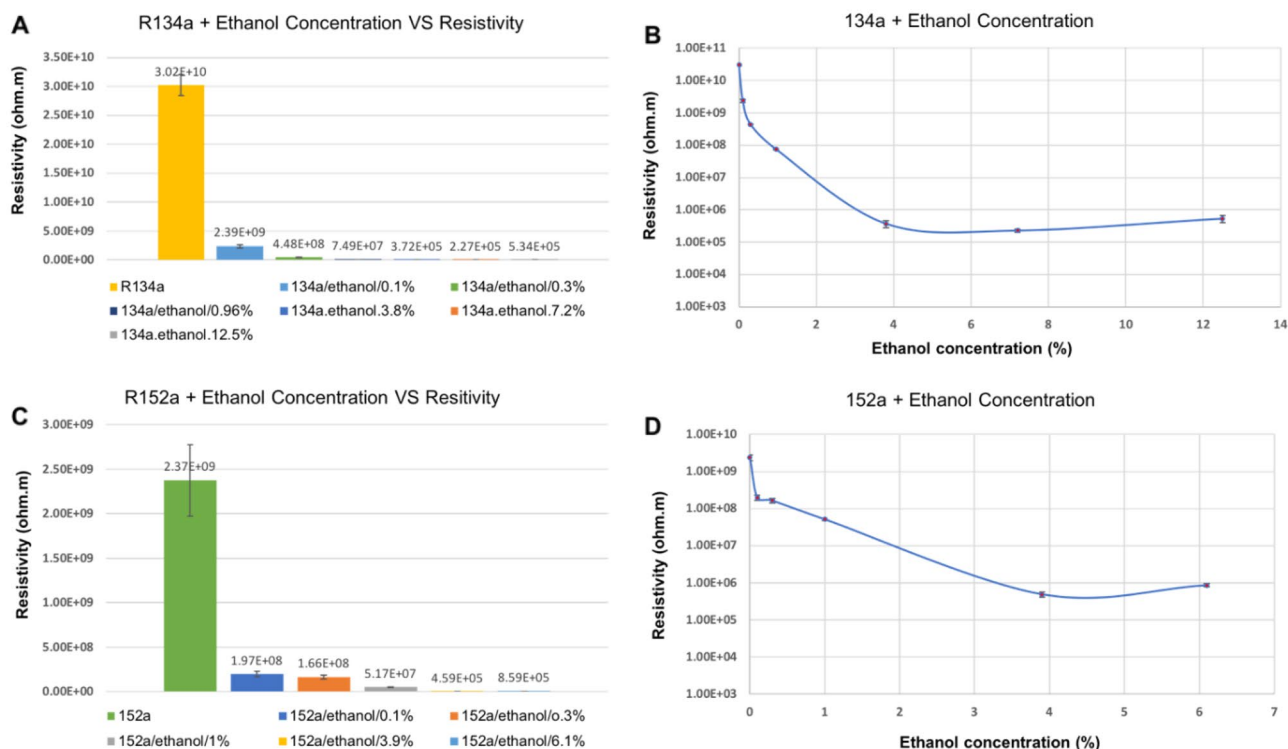 A
R134a + Ethanol Concentration VS Resistivity
Resistivity (ohm.m)
3.50E+10
3.00E+10
2.50E+10
2.00E+10
1.50E+10
1.00E+10
5.00E+09
0.00E+00
3.02E+10
2.39E+09
4.48E+08
7.49E+07
3.72E+05
2.27E+05
5.34E+05
R134a
134a/ethanol/0.1%
134a/ethanol/0.3%
134a/ethanol/0.96%
134a.ethanol.3.8%
134a.ethanol.7.2%
134a.ethanol.12.5%
B
134a + Ethanol Concentration
Resistivity (ohm.m)
1.00E+11
1.00E+10
1.00E+09
1.00E+08
1.00E+07
1.00E+06
1.00E+05
1.00E+04
1.00E+03
0 2 4 6 8 10 12 14
Ethanol concentration (%)
C
R152a + Ethanol Concentration VS Resitivity
Resistivity (ohm.m)
3.00E+09
2.50E+09
2.00E+09
1.50E+09
1.00E+09
5.00E+08
0.00E+00
2.37E+09
1.97E+08
1.66E+08
5.17E+07
4.59E+05
8.59E+05
152a
152a/ethanol/0.1%
152a/ethanol/o.3%
152a/ethanol/1%
152a/ethanol/3.9%
152a/ethanol/6.1%
D
152a + Ethanol Concentration
Resistivity (ohm.m)
1.00E+10
1.00E+09
1.00E+08
1.00E+07
1.00E+06
1.00E+05
1.00E+04
1.00E+03
0 1 2 3 4 5 6 7
Ethanol concentration (%)